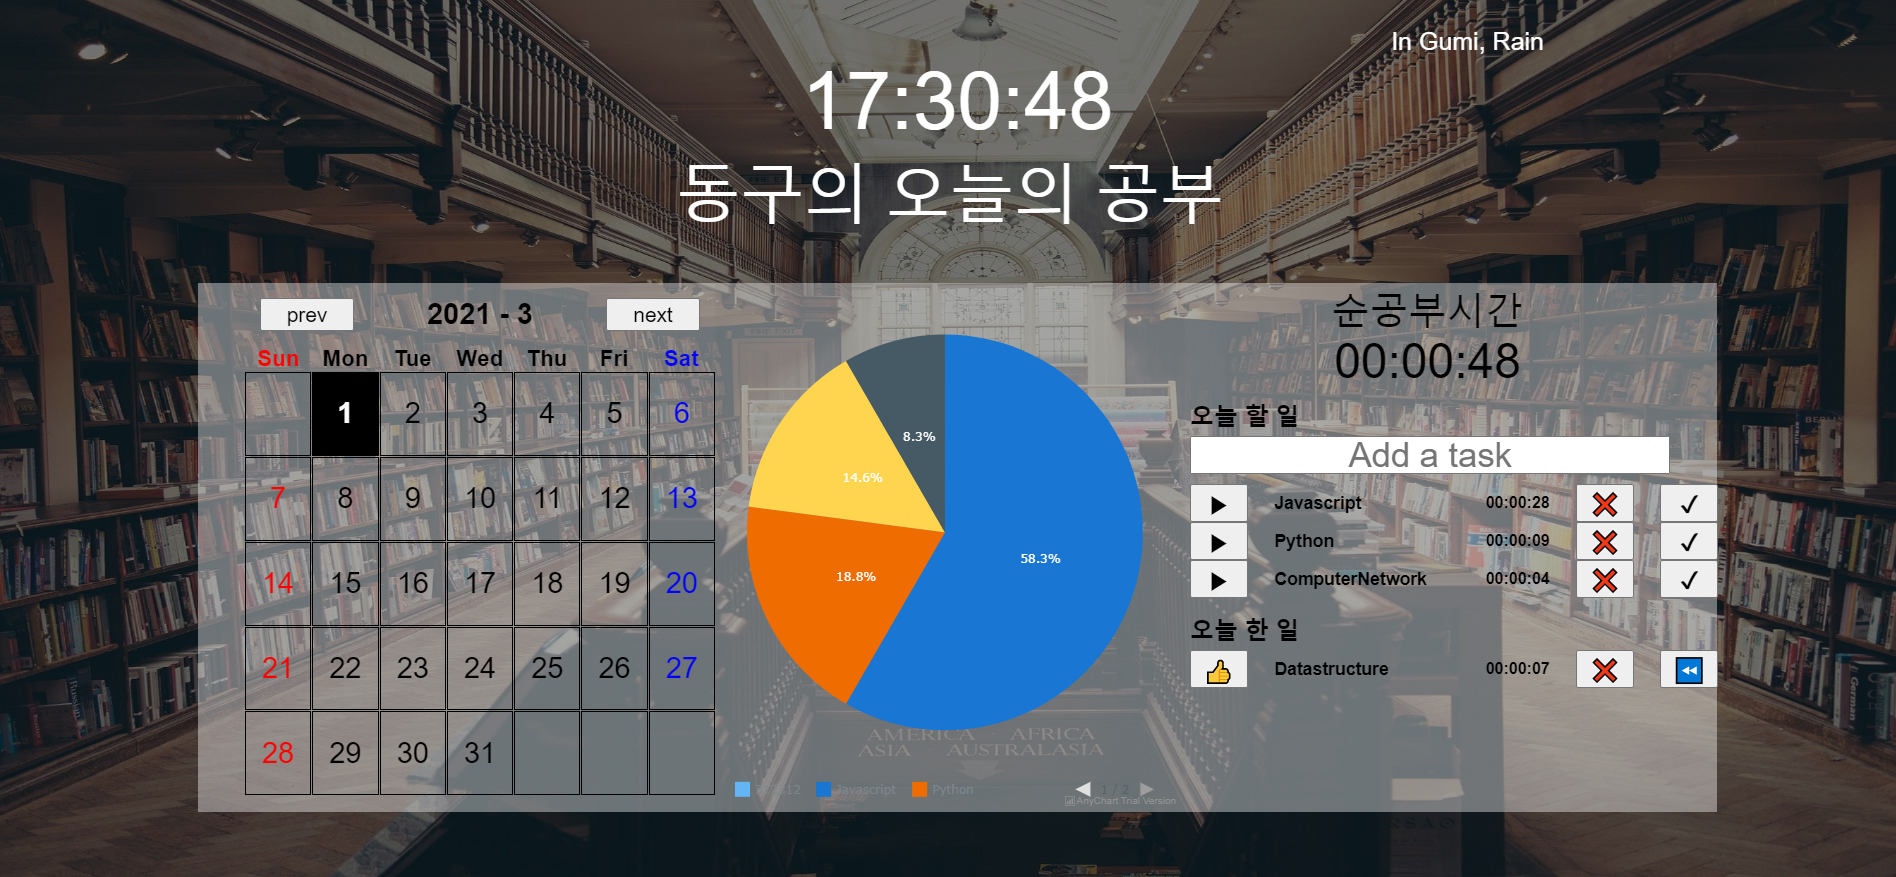 In Gumi, Rain
17:30:48
동구의 오늘의 공부
prev 2021 - 3 next
Sun Mon Tue Wed Thu Fri Sat
1 2 3 4 5 6
7 8 9 10 11 12 13
14 15 16 17 18 19 20
21 22 23 24 25 26 27
28 29 30 31
8.3%
14.6%
18.8%
58.3%
Javascript Python
1 / 2
AnyChart Trial Version
순공부시간
00:00:48
오늘 할 일
Add a task
Javascript 00:00:28
Python 00:00:09
ComputerNetwork 00:00:04
오늘 한 일
Datastructure 00:00:07
AMERICA AFRICA
ASIA AUSTRALASIA